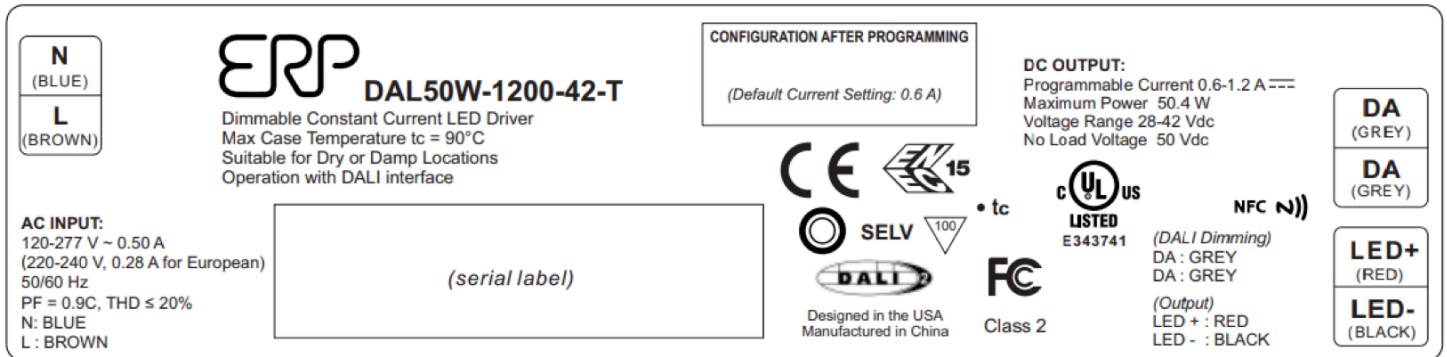 N
(BLUE)
L
(BROWN)
ERP
DAL50W-1200-42-T
Dimmable Constant Current LED Driver
Max Case Temperature tc = 90°C
Suitable for Dry or Damp Locations
Operation with DALI interface
CONFIGURATION AFTER PROGRAMMING
(Default Current Setting: 0.6 A)
DC OUTPUT:
Programmable Current 0.6-1.2 A
Maximum Power 50.4 W
Voltage Range 28-42 Vdc
No Load Voltage 50 Vdc
DA
(GREY)
DA
(GREY)
AC INPUT:
120-277 V ~ 0.50 A
(220-240 V, 0.28 A for European)
50/60 Hz
PF = 0.9C, THD ≤ 20%
N: BLUE
L : BROWN
(serial label)
CE
ENEC
15
SELV
100
• tc
DALI 2
Designed in the USA
Manufactured in China
C UL US
LISTED
E343741
FC
Class 2
NFC
(DALI Dimming)
DA : GREY
DA : GREY
(Output)
LED + : RED
LED - : BLACK
LED+
(RED)
LED-
(BLACK)